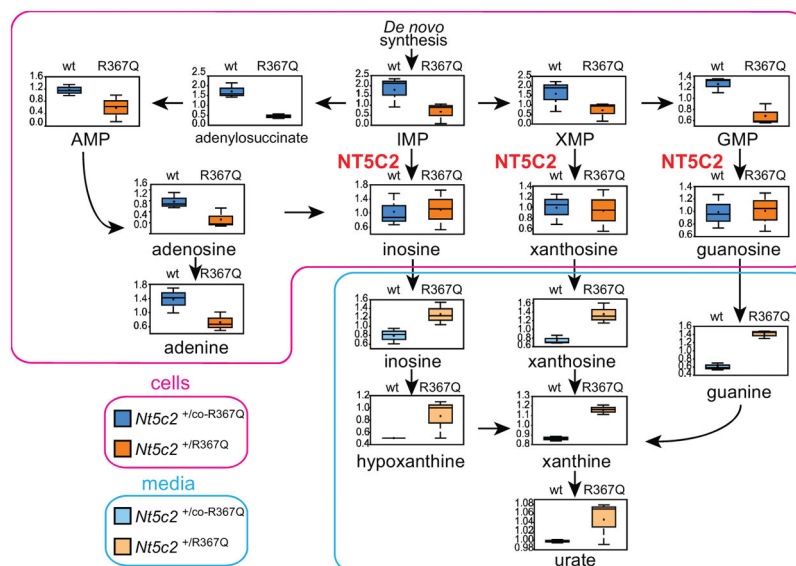 De novo
synthesis
wt R367Q
1.6
1.2
0.8
0.4
0.0
AMP
wt R367Q
2.5
2.0
1.5
1.0
0.5
0.0
adenylosuccinate
wt R367Q
2.5
2.0
1.5
1.0
0.5
0.0
IMP
wt R367Q
2.5
2.0
1.5
1.0
0.5
0.0
XMP
wt R367Q
1.4
1.0
0.6
GMP
NT5C2
NT5C2
NT5C2
wt R367Q
1.6
1.2
0.8
0.4
0.0
adenosine
wt R367Q
1.8
1.4
1.0
0.6
inosine
wt R367Q
1.4
1.2
1.0
0.8
0.6
xanthosine
wt R367Q
1.4
1.2
1.0
0.8
0.6
guanosine
wt R367Q
1.8
1.4
1.0
0.6
adenine
wt R367Q
1.6
1.4
1.2
1.0
0.8
0.6
0.4
inosine
wt R367Q
1.6
1.4
1.2
1.0
0.8
0.6
xanthosine
wt R367Q
1.6
1.4
1.2
1.0
0.8
0.6
0.4
guanine
cells
Nt5c2 +/co-R367Q
Nt5c2 +/R367Q
media
Nt5c2 +/co-R367Q
Nt5c2 +/R367Q
wt R367Q
1.2
1.0
0.8
0.6
0.4
hypoxanthine
wt R367Q
1.3
1.2
1.1
1.0
0.9
0.8
xanthine
wt R367Q
1.08
1.06
1.04
1.02
1.00
0.98
urate